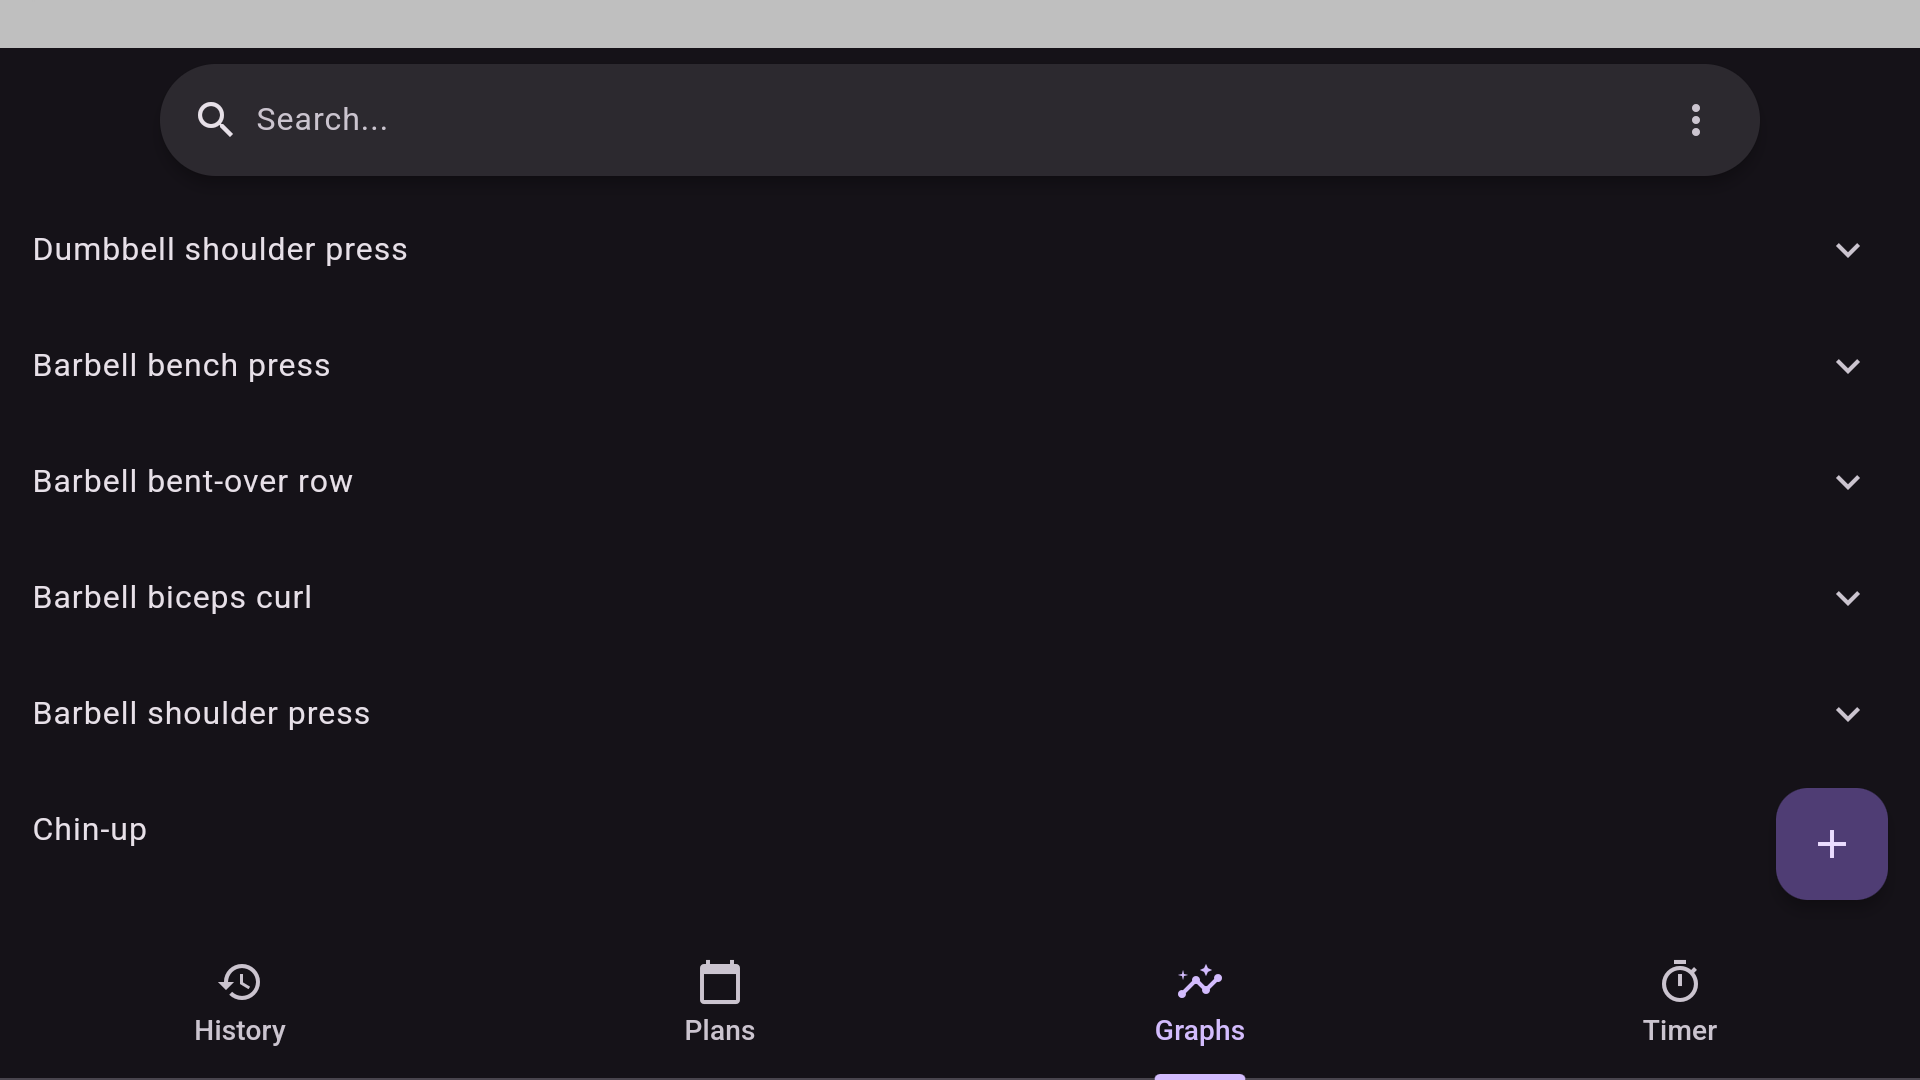 Search...
Dumbbell shoulder press
Barbell bench press
Barbell bent-over row
Barbell biceps curl
Barbell shoulder press
Chin-up
History
Plans
Graphs
Timer